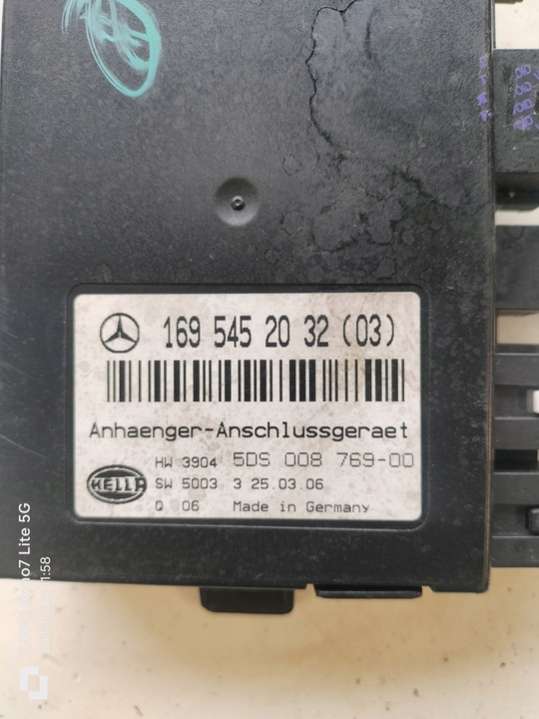 169 545 20 32 (03)
Anhaenger-Anschlussgeraet
HW 3904 5DS 008 769-00
HELLA SW 5003 3 25.03.06
Q 06 Made in Germany